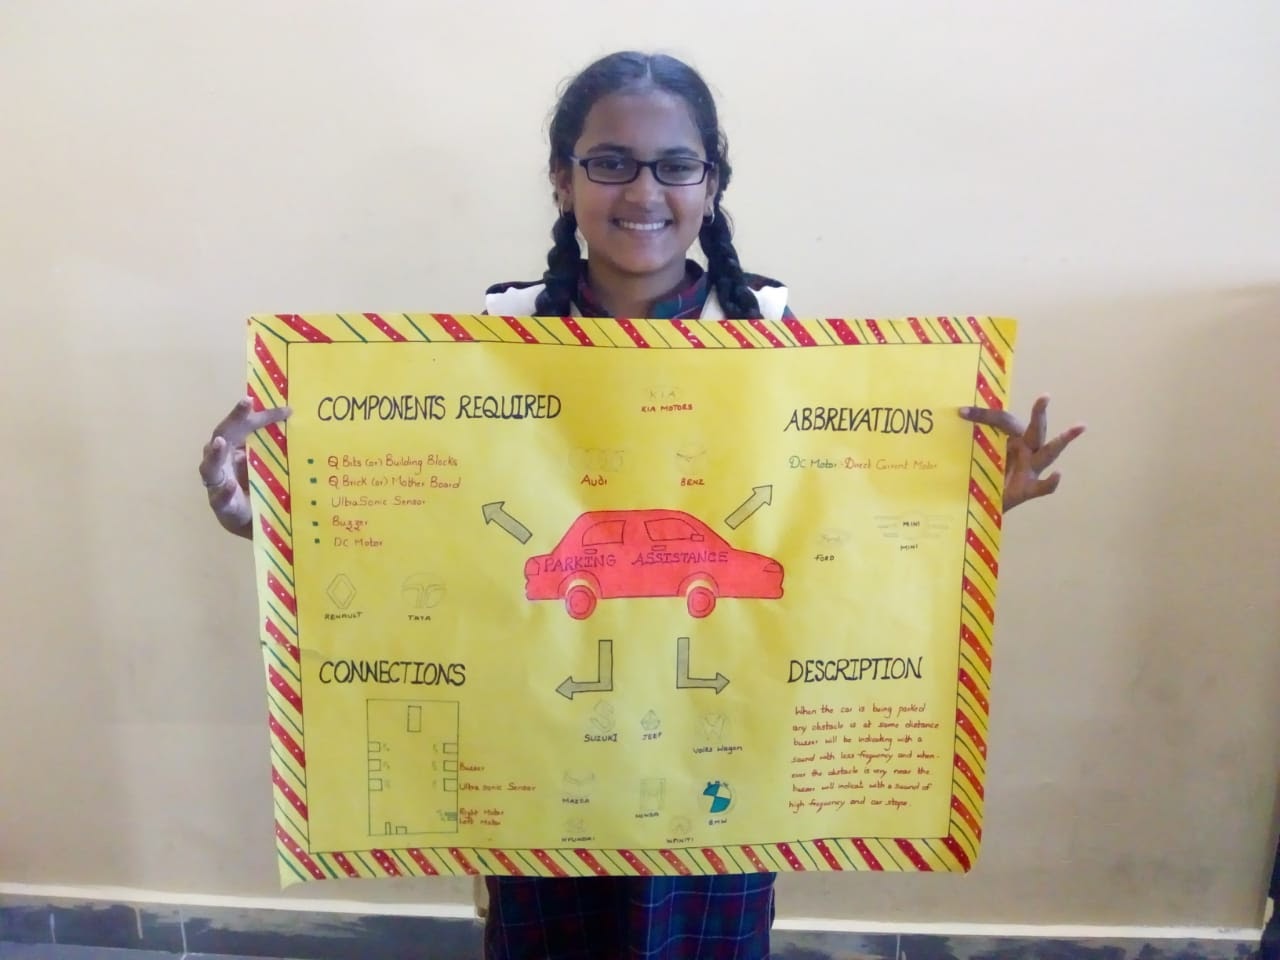 KIA
KIA MOTORS
COMPONENTS REQUIRED
Q Bits (or) Building Blocks
Q Brick (or) Mother Board
UltraSonic Sensor
Buzzer
DC Motor
RENAULT
TATA
AUDI
BENZ
ABBREVATIONS
DC Motor - Direct Current Motor
FORD
MINI
MINI
PARKING ASSISTANCE
CONNECTIONS
Buzzer
Ultra sonic Sensor
Right Motor
Left Motor
SUZUKI
JEEP
Volks Wagen
MAZDA
HONDA
BMW
HYUNDAI
INFINITI
DESCRIPTION
When the car is being parked
any obstacle is at some distance
buzzer will be indicating with a
sound with less frequency and when-
ever the obstacle is very near the
buzzer will indicat with a sound of
high frequency and car stops.